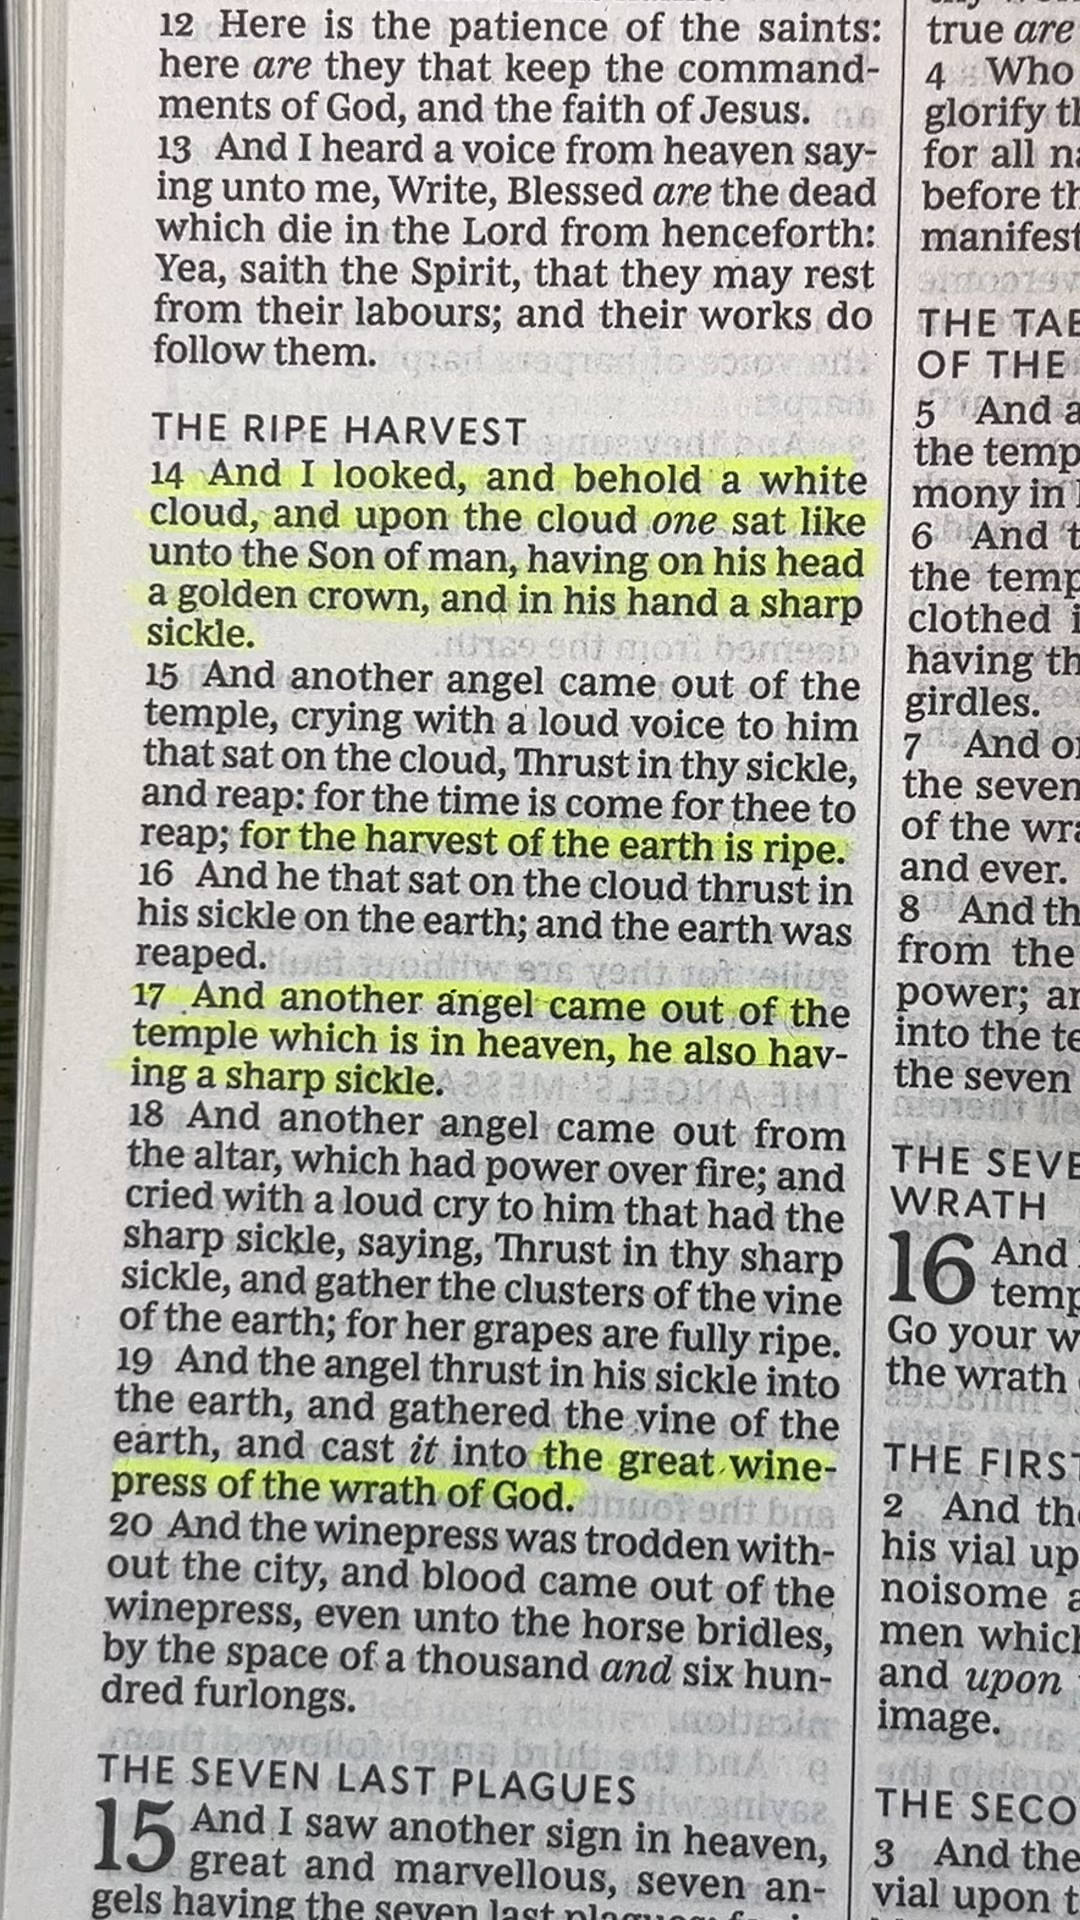 12 Here is the patience of the saints:
here are they that keep the command-
ments of God, and the faith of Jesus.
13 And I heard a voice from heaven say-
ing unto me, Write, Blessed are the dead
which die in the Lord from henceforth:
Yea, saith the Spirit, that they may rest
from their labours; and their works do
follow them.
THE RIPE HARVEST
14 And I looked, and behold a white
cloud, and upon the cloud one sat like
unto the Son of man, having on his head
a golden crown, and in his hand a sharp
sickle.
15 And another angel came out of the
temple, crying with a loud voice to him
that sat on the cloud, Thrust in thy sickle,
and reap: for the time is come for thee to
reap; for the harvest of the earth is ripe.
16 And he that sat on the cloud thrust in
his sickle on the earth; and the earth was
reaped.
17 And another angel came out of the
temple which is in heaven, he also hav-
ing a sharp sickle.
18 And another angel came out from
the altar, which had power over fire; and
cried with a loud cry to him that had the
sharp sickle, saying, Thrust in thy sharp
sickle, and gather the clusters of the vine
of the earth; for her grapes are fully ripe.
19 And the angel thrust in his sickle into
the earth, and gathered the vine of the
earth, and cast it into the great wine-
press of the wrath of God.
20 And the winepress was trodden with-
out the city, and blood came out of the
winepress, even unto the horse bridles,
by the space of a thousand and six hun-
dred furlongs.
THE SEVEN LAST PLAGUES
15 And I saw another sign in heaven,
great and marvellous, seven an-
gels having the seven last
true are
4 Who
glorify
for all
before
manifest
THE
OF THE
5 And
the
mony in
6 And
the
clothed
having
girdles.
7 And
the seven
of the
and ever.
8 And
from the
power;
into the
the seven
THE
WRATH
16 And
Go your
the wrath
THE
2 And
his vial
noisome
men
and upon
image.
THE
3 And
vial upon